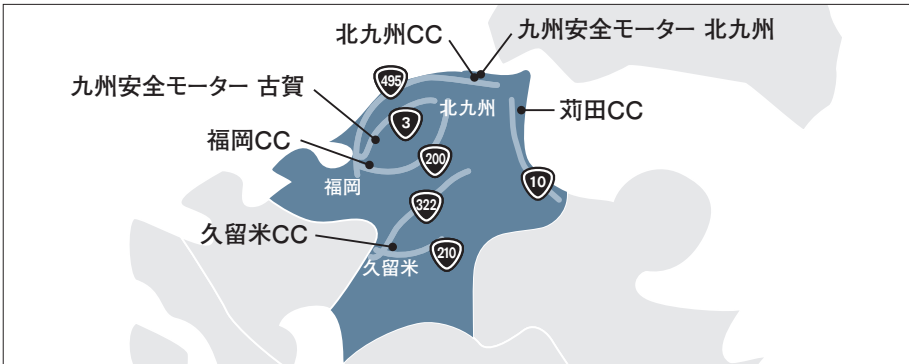 北九州CC
九州安全モーター 北九州
九州安全モーター 古賀
495
北九州
苅田CC
3
福岡CC
200
福岡
10
322
久留米CC
210
久留米